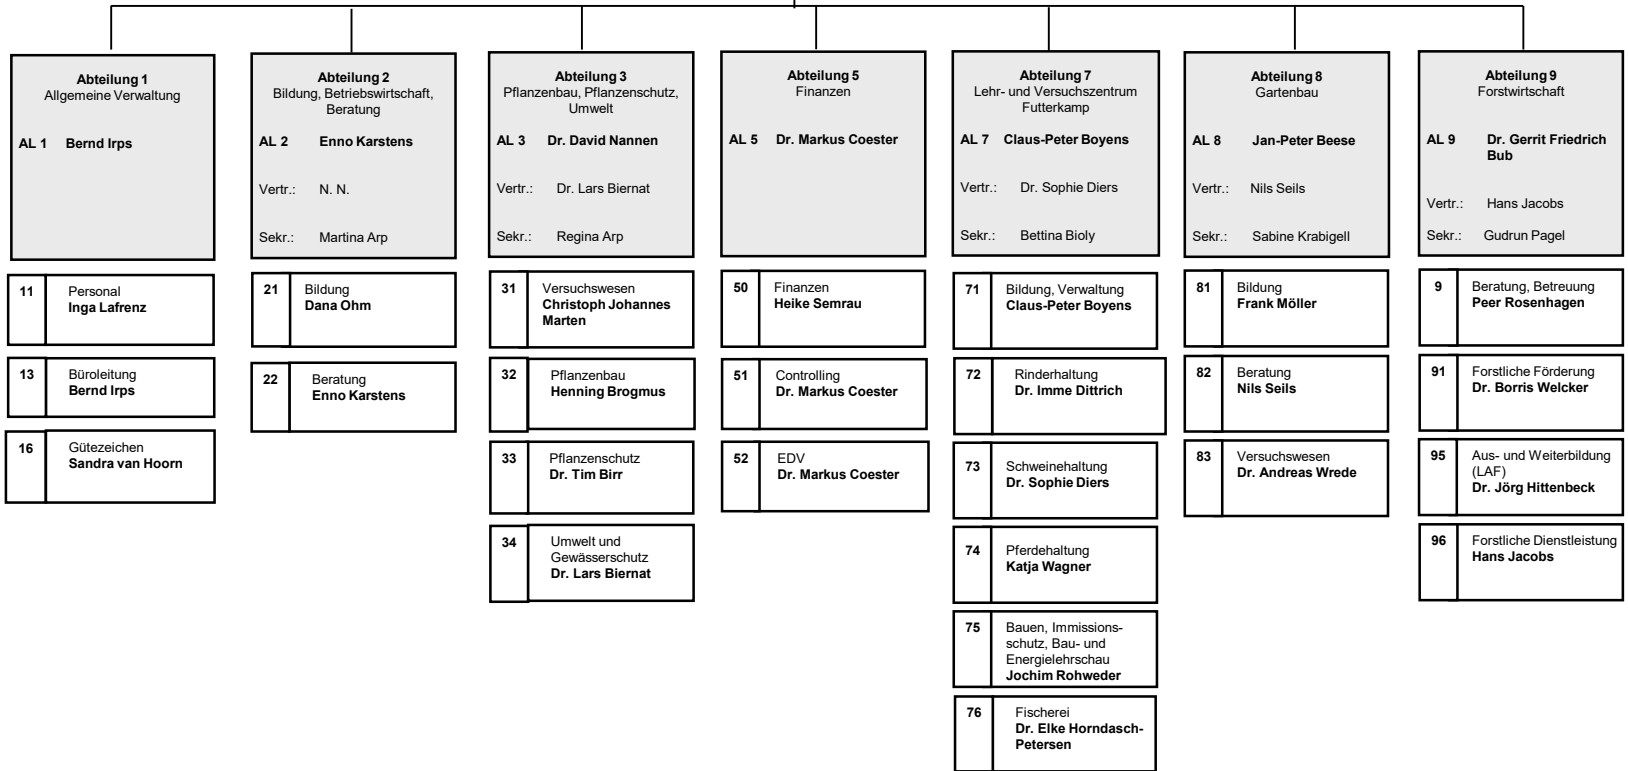 Abteilung 1
Allgemeine Verwaltung
AL 1 Bernd Irps
11 Personal
Inga Lafrenz
13 Büroleitung
Bernd Irps
16 Gütezeichen
Sandra van Hoorn
Abteilung 2
Bildung, Betriebswirtschaft,
Beratung
AL 2 Enno Karstens
Vertr.: N. N.
Sekr.: Martina Arp
21 Bildung
Dana Ohm
22 Beratung
Enno Karstens
Abteilung 3
Pflanzenbau, Pflanzenschutz,
Umwelt
AL 3 Dr. David Nannen
Vertr.: Dr. Lars Biernat
Sekr.: Regina Arp
31 Versuchswesen
Christoph Johannes
Marten
32 Pflanzenbau
Henning Brogmus
33 Pflanzenschutz
Dr. Tim Birr
34 Umwelt und
Gewässerschutz
Dr. Lars Biernat
Abteilung 5
Finanzen
AL 5 Dr. Markus Coester
50 Finanzen
Heike Semrau
51 Controlling
Dr. Markus Coester
52 EDV
Dr. Markus Coester
Abteilung 7
Lehr- und Versuchszentrum
Futterkamp
AL 7 Claus-Peter Boyens
Vertr.: Dr. Sophie Diers
Sekr.: Bettina Bioly
71 Bildung, Verwaltung
Claus-Peter Boyens
72 Rinderhaltung
Dr. Imme Dittrich
73 Schweinehaltung
Dr. Sophie Diers
74 Pferdehaltung
Katja Wagner
75 Bauen, Immissions-
schutz, Bau- und
Energielehrschau
Jochim Rohweder
76 Fischerei
Dr. Elke Horndasch-
Petersen
Abteilung 8
Gartenbau
AL 8 Jan-Peter Beese
Vertr.: Nils Seils
Sekr.: Sabine Krabigell
81 Bildung
Frank Möller
82 Beratung
Nils Seils
83 Versuchswesen
Dr. Andreas Wrede
Abteilung 9
Forstwirtschaft
AL 9 Dr. Gerrit Friedrich
Bub
Vertr.: Hans Jacobs
Sekr.: Gudrun Pagel
9 Beratung, Betreuung
Peer Rosenhagen
91 Forstliche Förderung
Dr. Borris Welcker
95 Aus- und Weiterbildung
(LAF)
Dr. Jörg Hittenbeck
96 Forstliche Dienstleistung
Hans Jacobs